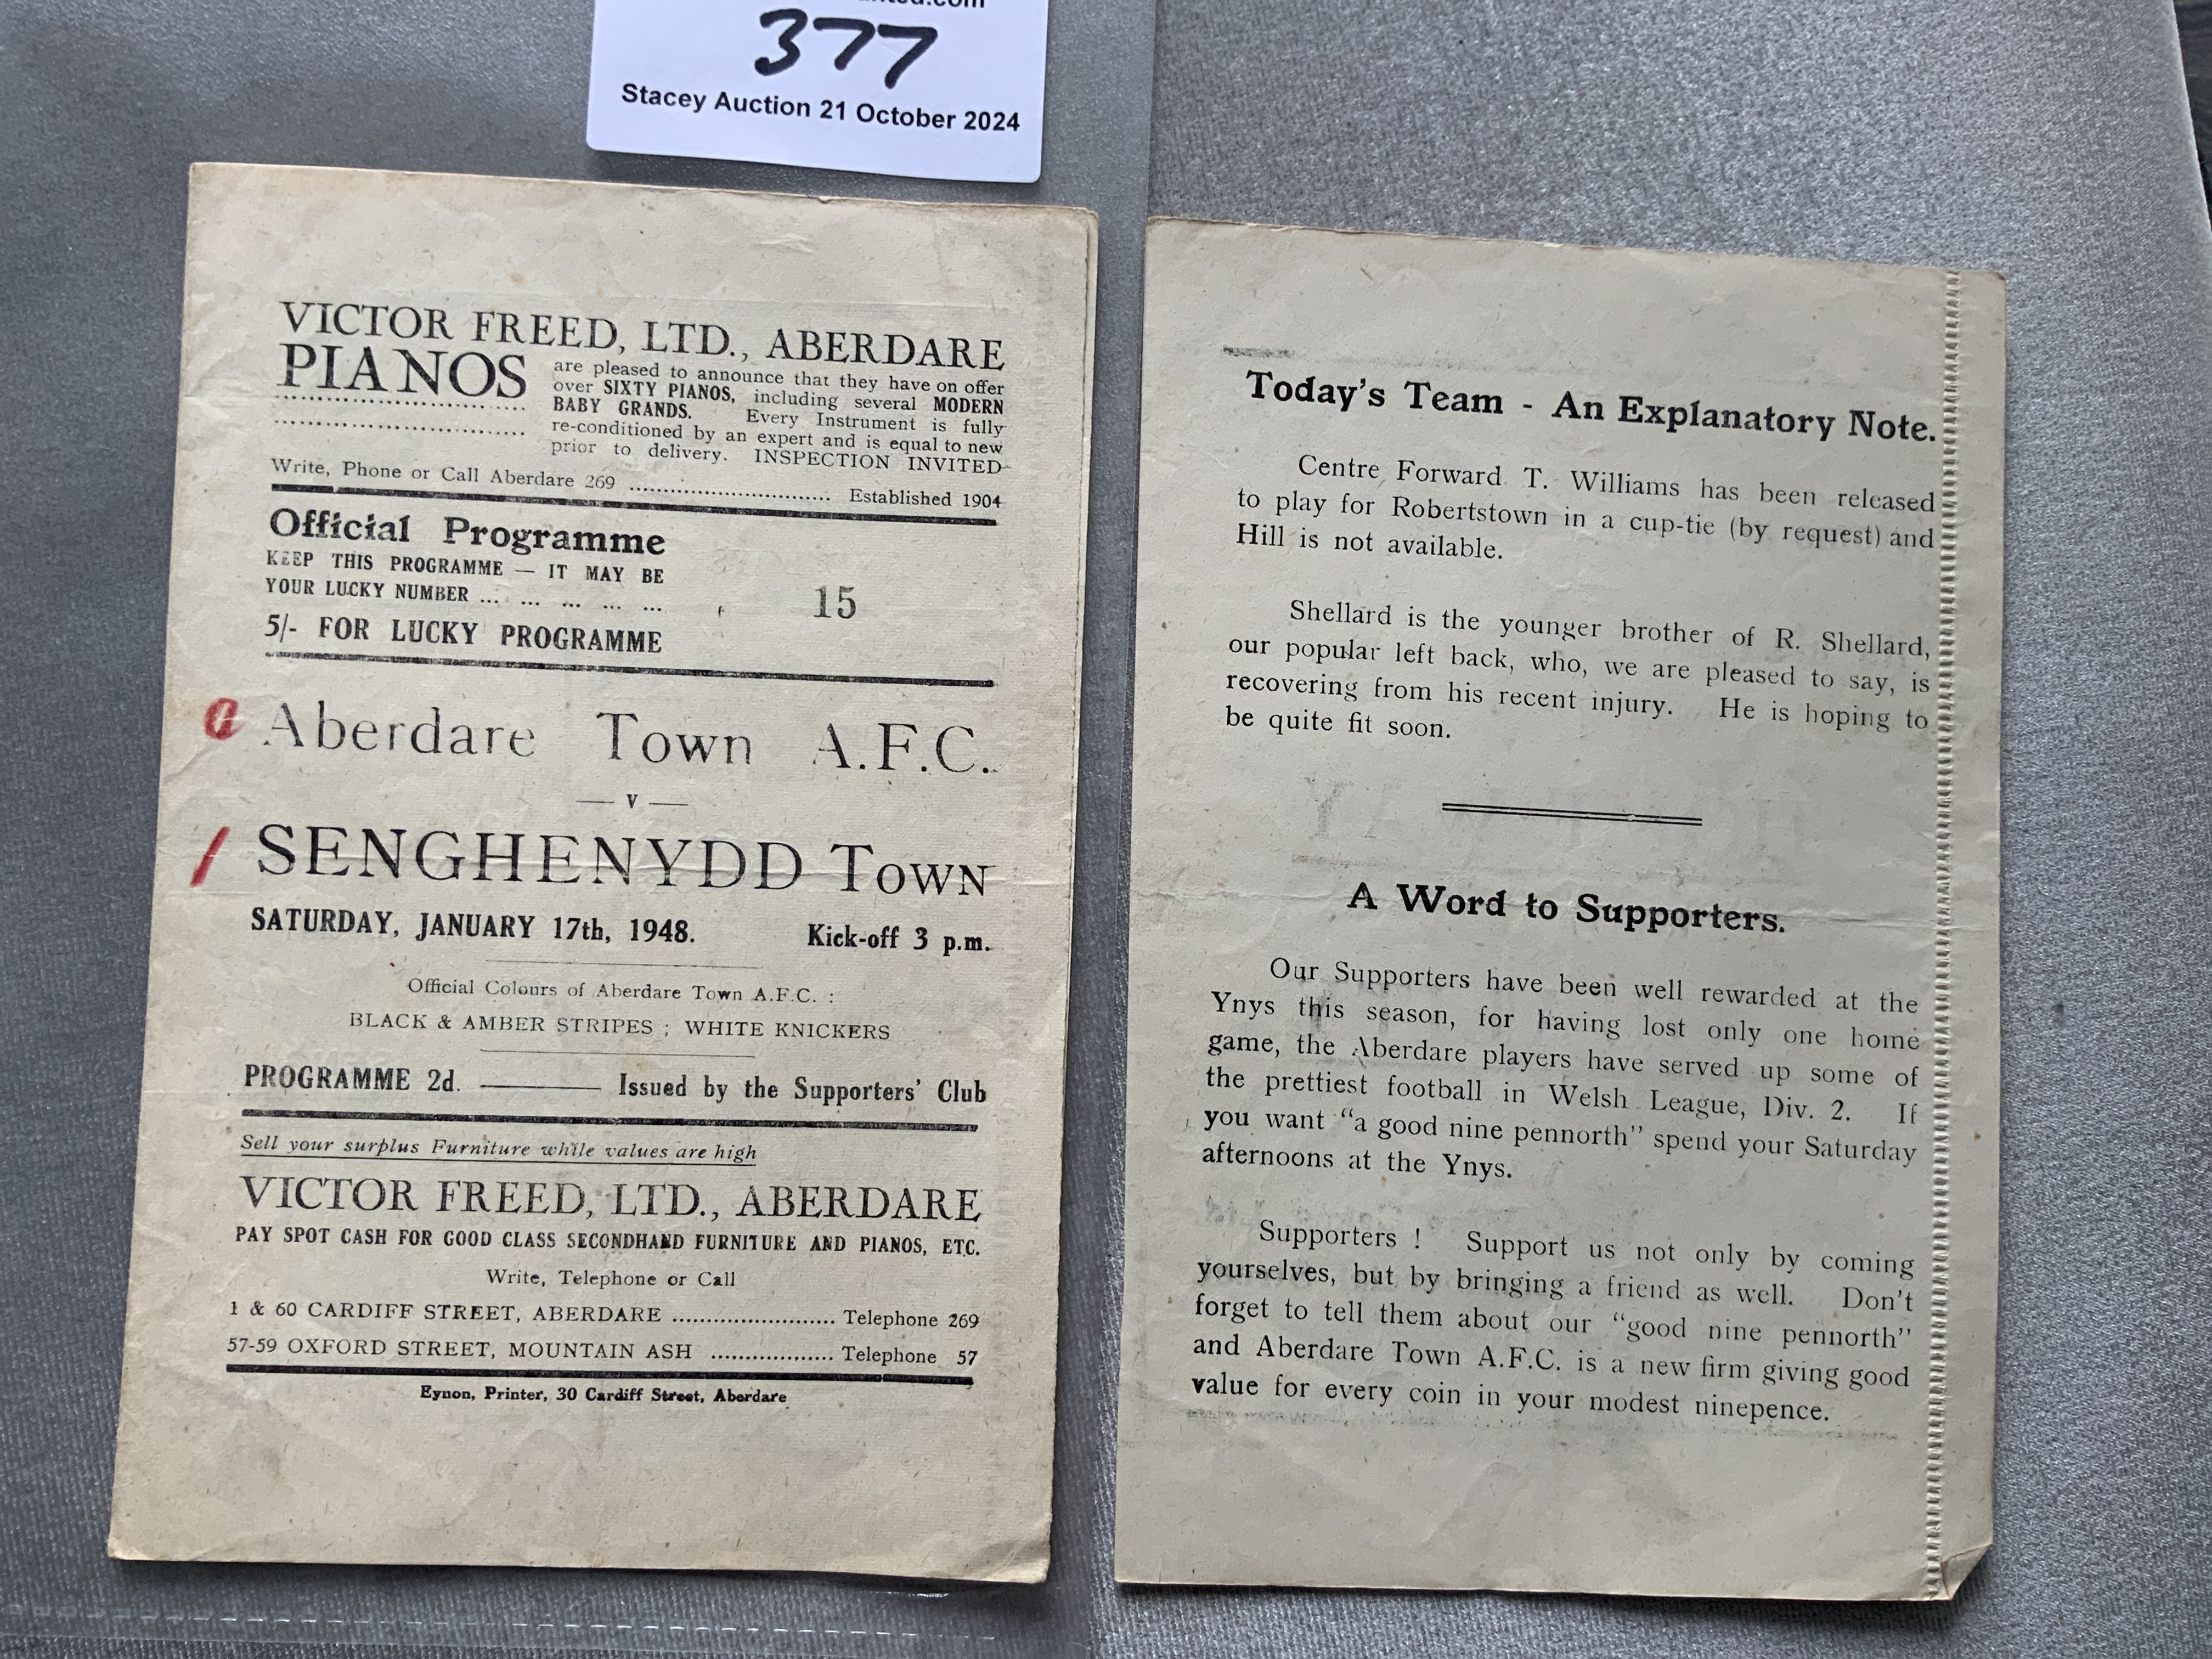 377
Stacey Auction 21 October 2024
VICTOR FREED, LTD., ABERDARE
PIANOS
are pleased to announce that they have on offer
over SIXTY PIANOS, including several MODERN
BABY GRANDS. Every Instrument is fully
re-conditioned by an expert and is equal to new
prior to delivery. INSPECTION INVITED
Write, Phone or Call Aberdare 269 .............................. Established 1904
Official Programme
KEEP THIS PROGRAMME — IT MAY BE
YOUR LUCKY NUMBER ... ... ... ... ...
15
5/- FOR LUCKY PROGRAMME
0 Aberdare Town A.F.C.
— v —
/ SENGHENYDD TOWN
SATURDAY, JANUARY 17th, 1948. Kick-off 3 p.m.
Official Colours of Aberdare Town A.F.C. :
BLACK & AMBER STRIPES ; WHITE KNICKERS
PROGRAMME 2d. ——— Issued by the Supporters' Club
Sell your surplus Furniture while values are high
VICTOR FREED, LTD., ABERDARE
PAY SPOT CASH FOR GOOD CLASS SECONDHAND FURNITURE AND PIANOS, ETC.
Write, Telephone or Call
1 & 60 CARDIFF STREET, ABERDARE ........................ Telephone 269
57-59 OXFORD STREET, MOUNTAIN ASH .................. Telephone 57
Eynon, Printer, 30 Cardiff Street, Aberdare
Today's Team - An Explanatory Note.
Centre Forward T. Williams has been released
to play for Robertstown in a cup-tie (by request) and
Hill is not available.
Shellard is the younger brother of R. Shellard,
our popular left back, who, we are pleased to say, is
recovering from his recent injury. He is hoping to
be quite fit soon.
A Word to Supporters.
Our Supporters have been well rewarded at the
Ynys this season, for having lost only one home
game, the Aberdare players have served up some of
the prettiest football in Welsh League, Div. 2. If
you want "a good nine pennorth" spend your Saturday
afternoons at the Ynys.
Supporters ! Support us not only by coming
yourselves, but by bringing a friend as well. Don't
forget to tell them about our "good nine pennorth"
and Aberdare Town A.F.C. is a new firm giving good
value for every coin in your modest ninepence.